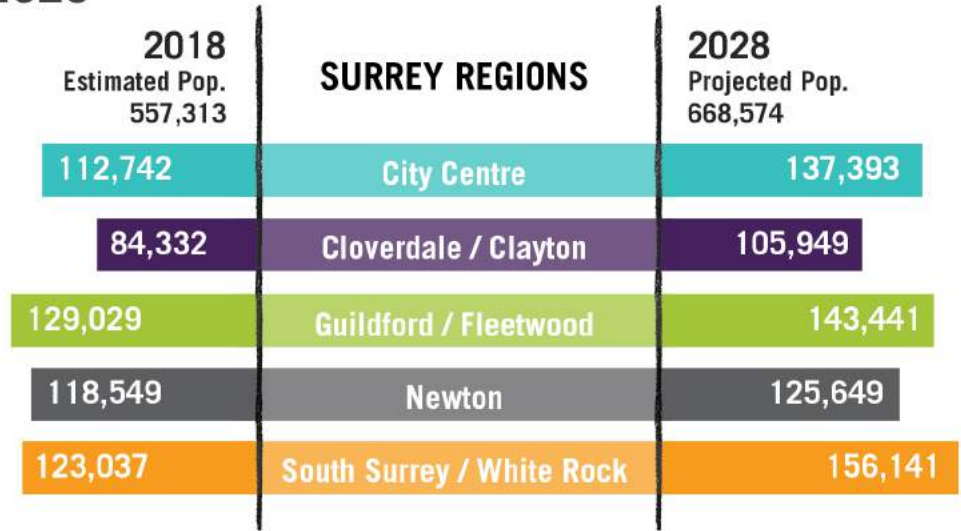 2018
Estimated Pop.
557,313
SURREY REGIONS
2028
Projected Pop.
668,574
112,742 City Centre 137,393
84,332 Cloverdale / Clayton 105,949
129,029 Guildford / Fleetwood 143,441
118,549 Newton 125,649
123,037 South Surrey / White Rock 156,141